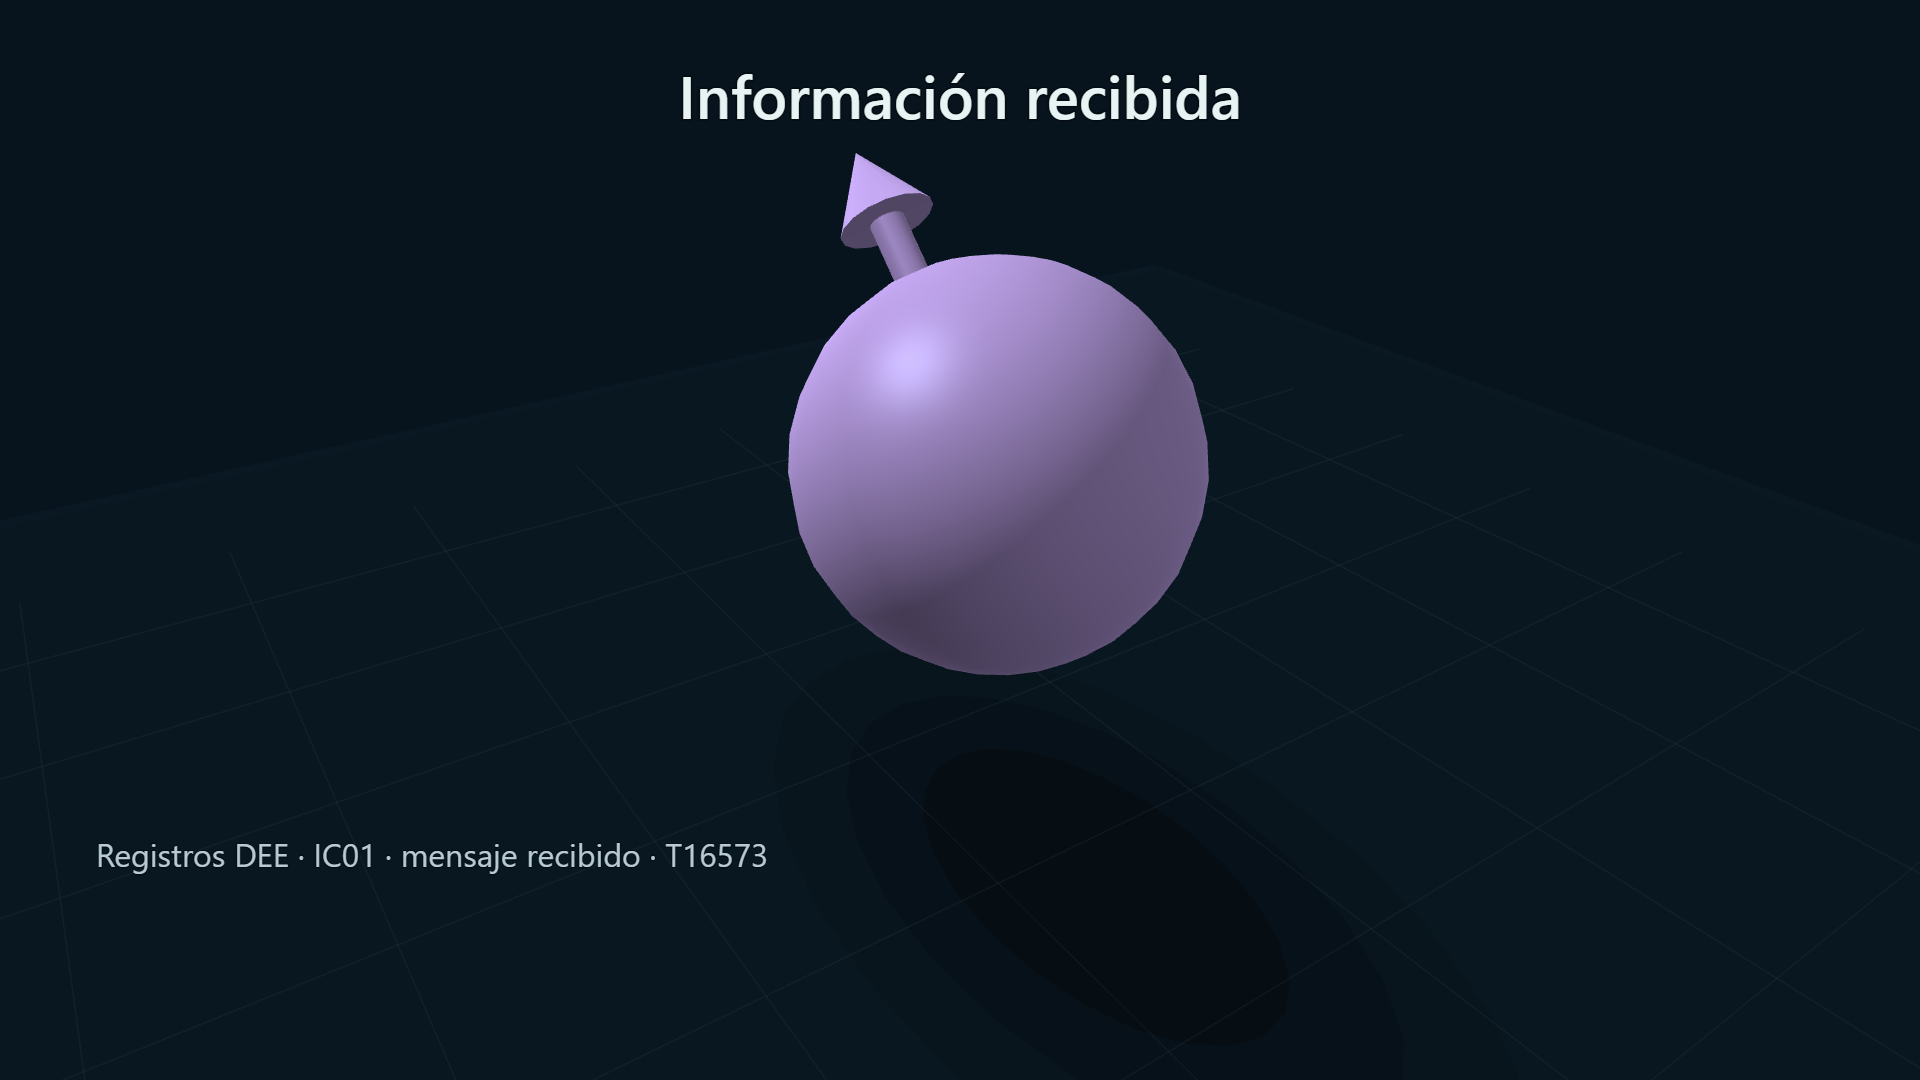 Información recibida
Registros DEE · IC01 · mensaje recibido · T16573